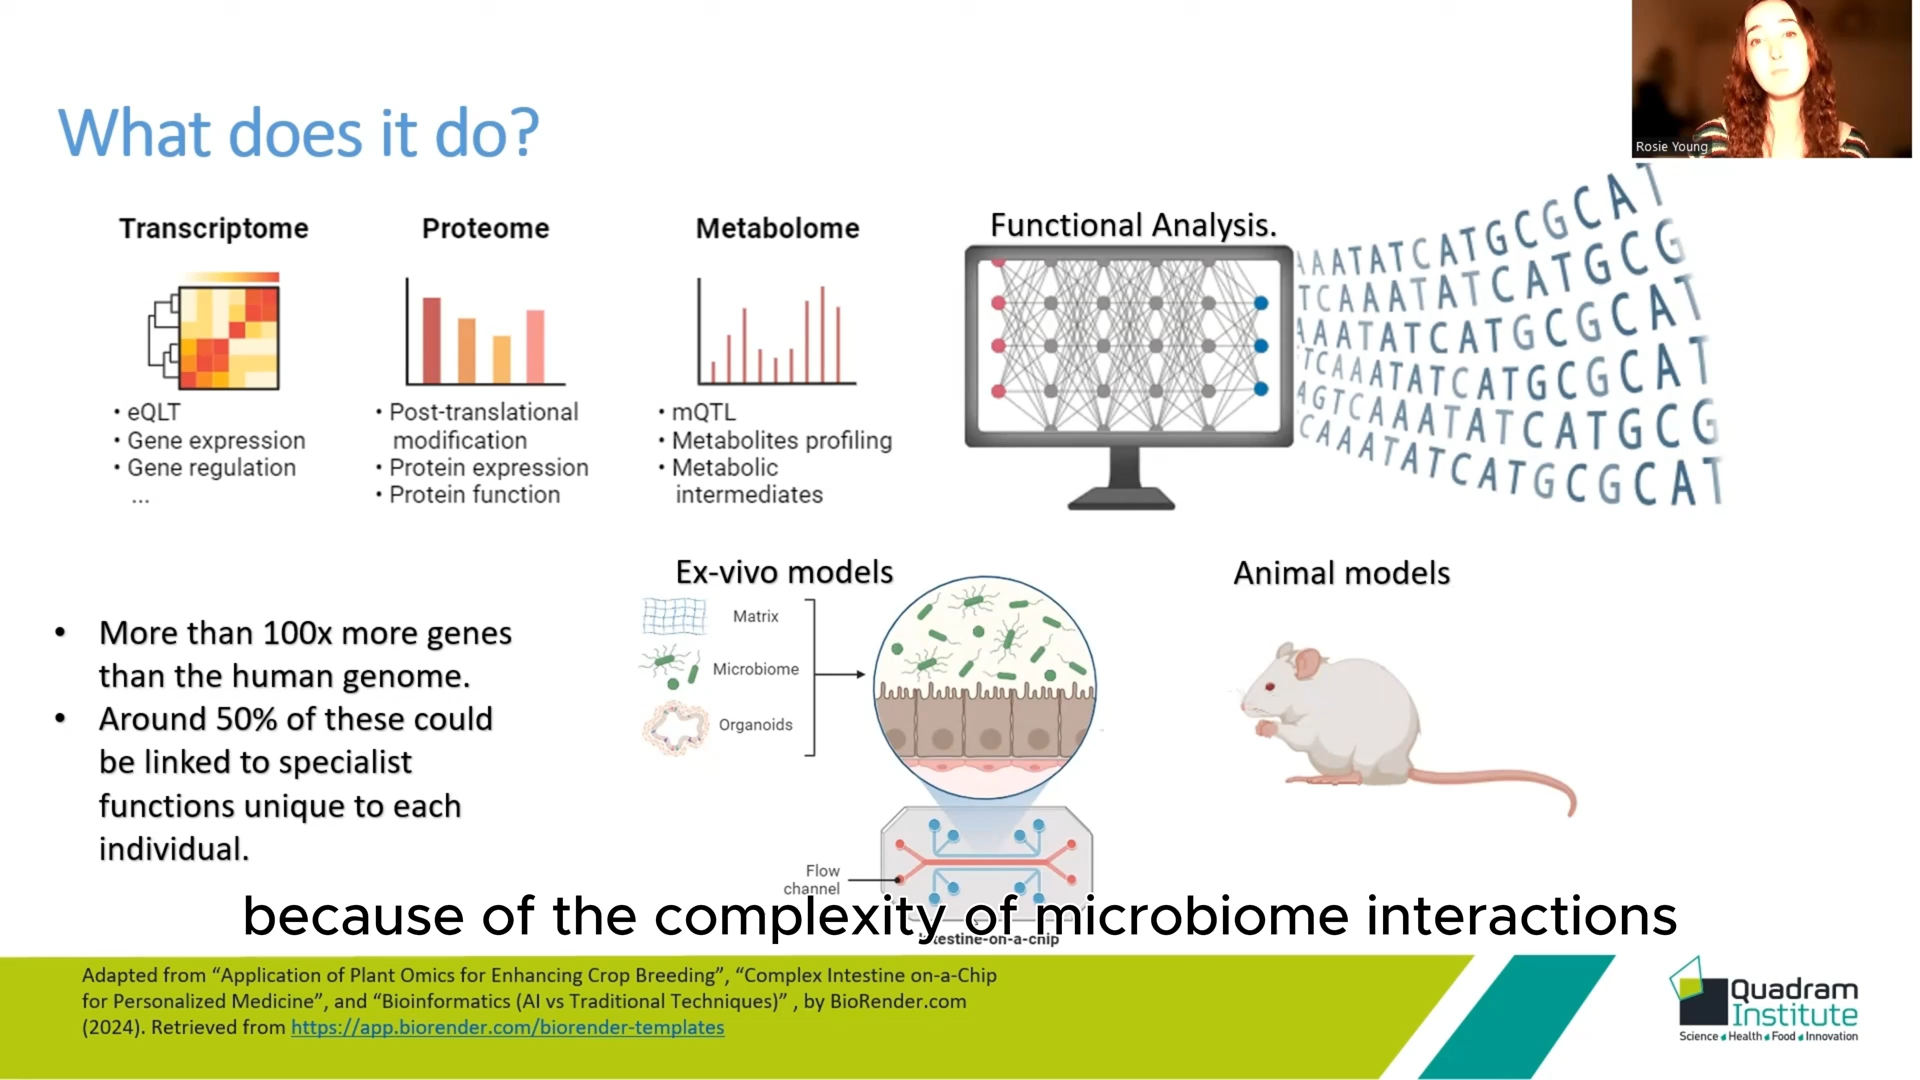 Rosie Young
What does it do?
Transcriptome
• eQLT
• Gene expression
• Gene regulation
...
Proteome
• Post-translational
modification
• Protein expression
• Protein function
Metabolome
• mQTL
• Metabolites profiling
• Metabolic
intermediates
Functional Analysis.
AAATATCATGCGCAT
TCAAATATCATGCG
AAATATCATGCGCAT
TCAAATATCATGCGCAT
AGTCAAATATCATGCG
CAAATATCATGCGCAT
• More than 100x more genes
than the human genome.
• Around 50% of these could
be linked to specialist
functions unique to each
individual.
Ex-vivo models
Matrix
Microbiome
Organoids
Flow
channel
Intestine-on-a-chip
Animal models
because of the complexity of microbiome interactions
Adapted from “Application of Plant Omics for Enhancing Crop Breeding”, “Complex Intestine on-a-Chip
for Personalized Medicine”, and “Bioinformatics (AI vs Traditional Techniques)” , by BioRender.com
(2024). Retrieved from https://app.biorender.com/biorender-templates
Quadram
Institute
Science • Health • Food • Innovation